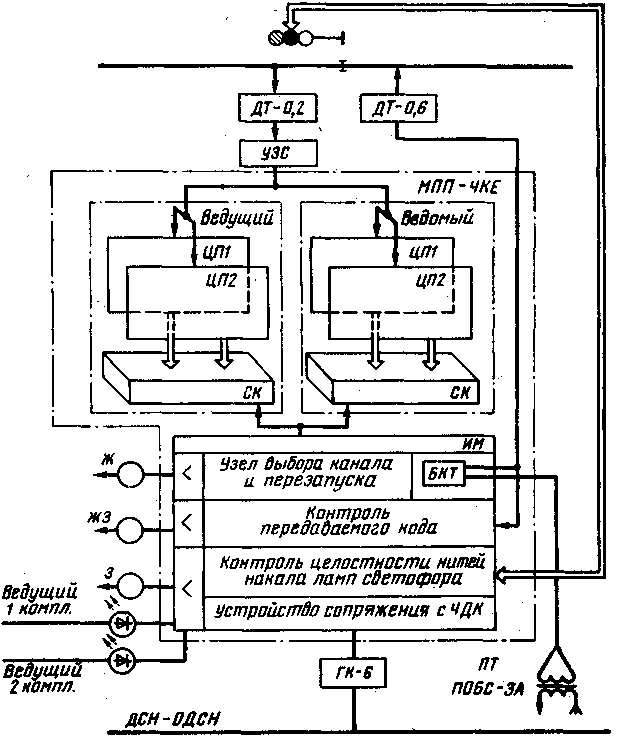 ДТ-0,2
ДТ-0,6
УЗС
МПП-ЧКЕ
Ведущий
Ведомый
ЦП1
ЦП2
ЦП1
ЦП2
СК
СК
ИМ
Ж
Узел выбора канала
и перезапуска
БКТ
ЖЗ
Контроль
передаваемого кода
З
Контроль целостности нитей
накала ламп светофора
Ведущий
1 компл.
Устройство сопряжения с ЧДК
Ведущий
2 компл.
ГК-6
ПТ
ПОБС-3А
ДСН-ОДСН